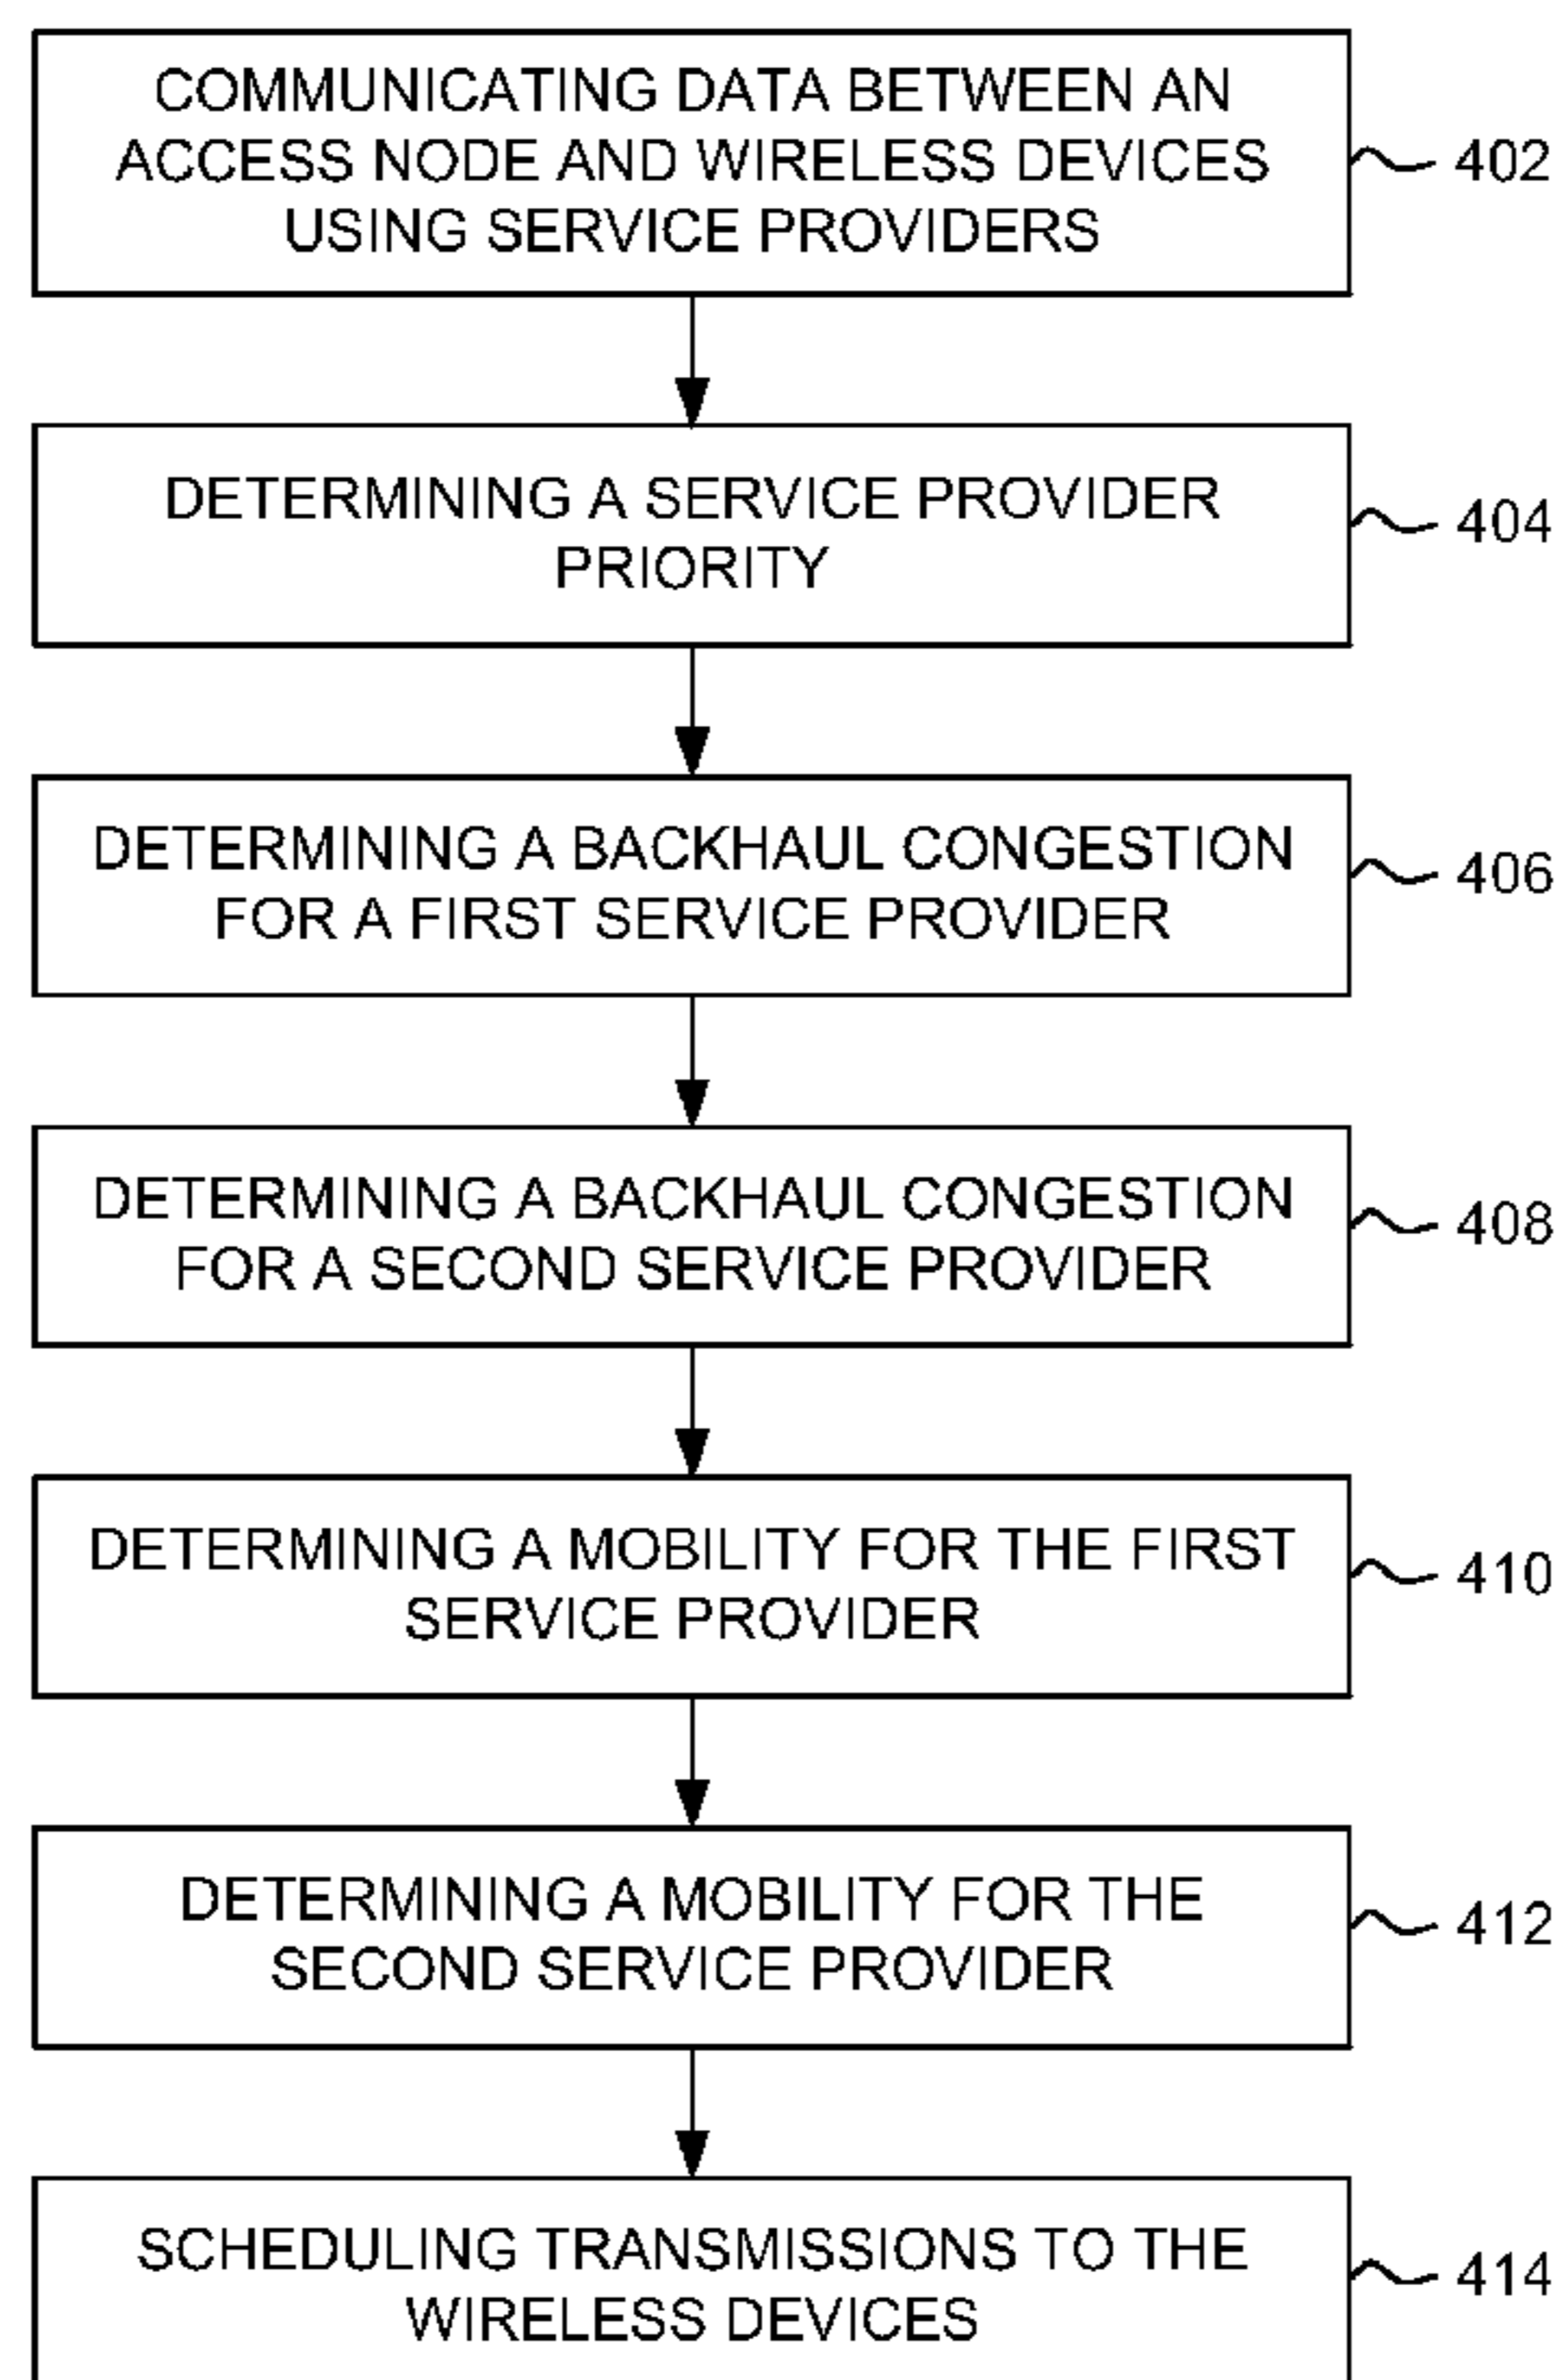 COMMUNICATING DATA BETWEEN AN
ACCESS NODE AND WIRELESS DEVICES
USING SERVICE PROVIDERS
402
DETERMINING A SERVICE PROVIDER
PRIORITY
404
DETERMINING A BACKHAUL CONGESTION
FOR A FIRST SERVICE PROVIDER
406
DETERMINING A BACKHAUL CONGESTION
FOR A SECOND SERVICE PROVIDER
408
DETERMINING A MOBILITY FOR THE FIRST
SERVICE PROVIDER
410
DETERMINING A MOBILITY FOR THE
SECOND SERVICE PROVIDER
412
SCHEDULING TRANSMISSIONS TO THE
WIRELESS DEVICES
414